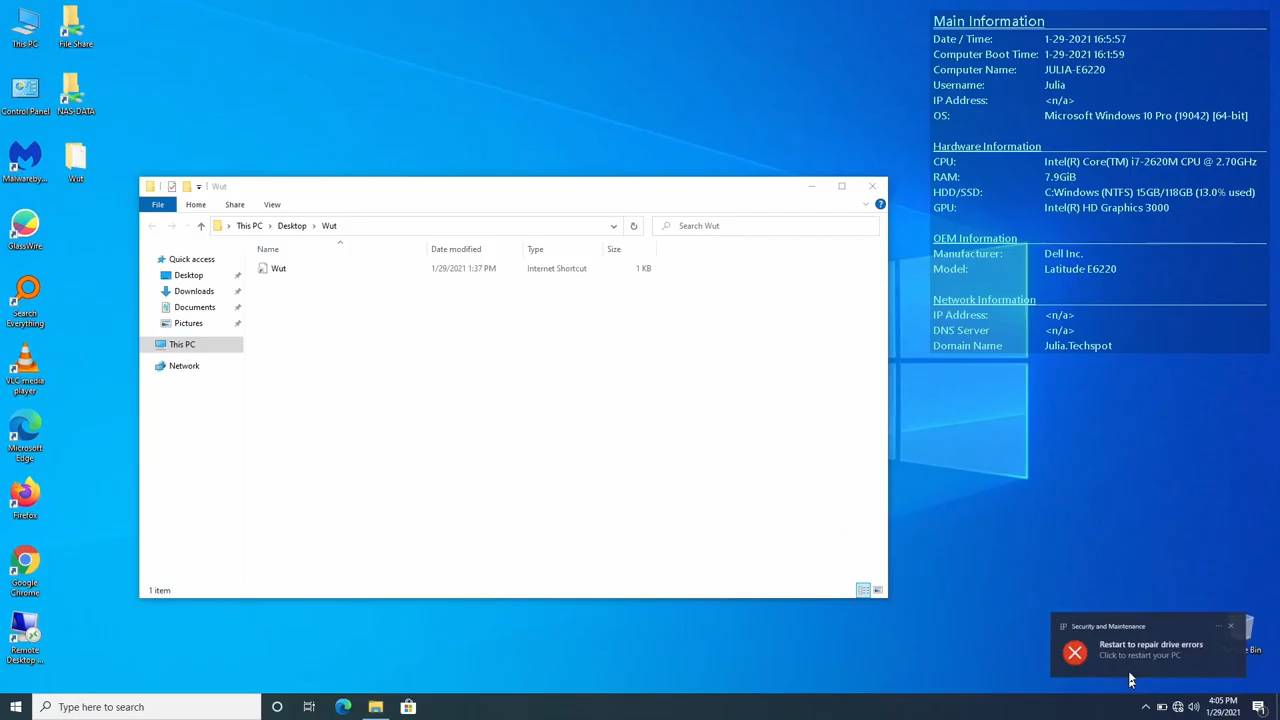 This PC
File Share
Control Panel
NAS-DATA
Malwareby...
Wut
GlassWire
Search
Everything
VLC media
player
Microsoft
Edge
Firefox
Google
Chrome
Remote
Desktop ...
Wut
File
Home
Share
View
This PC
Desktop
Wut
Search Wut
Name
Date modified
Type
Size
Quick access
Desktop
Downloads
Documents
Pictures
This PC
Network
Wut
1/29/2021 1:37 PM
Internet Shortcut
1 KB
1 item
Main Information
Date / Time: 1-29-2021 16:5:57
Computer Boot Time: 1-29-2021 16:1:59
Computer Name: JULIA-E6220
Username: Julia
IP Address: <n/a>
OS: Microsoft Windows 10 Pro (19042) [64-bit]
Hardware Information
CPU: Intel(R) Core(TM) i7-2620M CPU @ 2.70GHz
RAM: 7.9GiB
HDD/SSD: C:Windows (NTFS) 15GB/118GB (13.0% used)
GPU: Intel(R) HD Graphics 3000
OEM Information
Manufacturer: Dell Inc.
Model: Latitude E6220
Network Information
IP Address: <n/a>
DNS Server <n/a>
Domain Name Julia.Techspot
Security and Maintenance
Restart to repair drive errors
Click to restart your PC
Bin
Type here to search
4:05 PM
1/29/2021
1